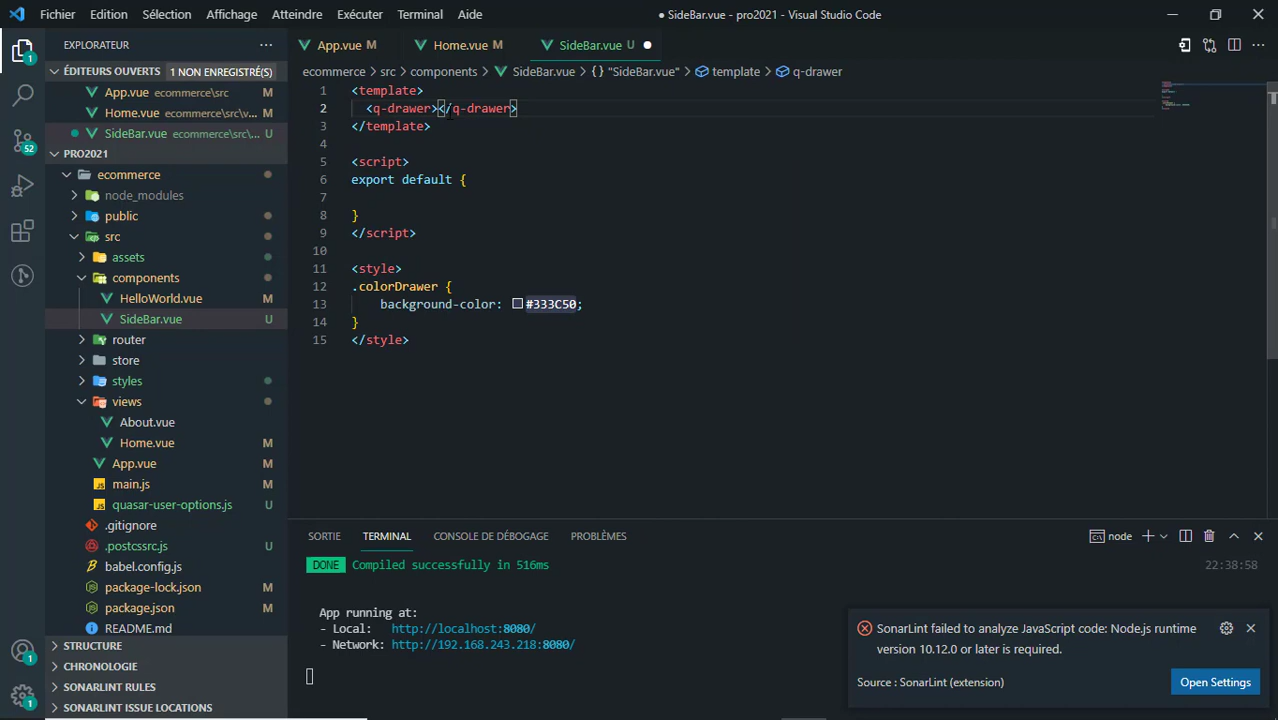 Fichier Edition Sélection Affichage Atteindre Exécuter Terminal Aide
● SideBar.vue - pro2021 - Visual Studio Code
EXPLORATEUR
ÉDITEURS OUVERTS 1 NON ENREGISTRÉ(S)
App.vue ecommerce\src
Home.vue ecommerce\src\v...
SideBar.vue ecommerce\src\...
PRO2021
ecommerce
node_modules
public
src
assets
components
HelloWorld.vue
SideBar.vue U
router
store
styles
views
About.vue
Home.vue M
App.vue M
main.js M
quasar-user-options.js U
.gitignore
.postcssrc.js U
babel.config.js
package-lock.json M
package.json M
README.md
STRUCTURE
CHRONOLOGIE
SONARLINT RULES
SONARLINT ISSUE LOCATIONS
1
52
1
1
App.vue M
Home.vue M
SideBar.vue U
ecommerce > src > components > SideBar.vue > {} "SideBar.vue" > template > q-drawer
1 <template>
2 <q-drawer></q-drawer>
3 </template>
4
5 <script>
6 export default {
7
8 }
9 </script>
10
11 <style>
12 .colorDrawer {
13 background-color: #333C50;
14 }
15 </style>
SORTIE TERMINAL CONSOLE DE DÉBOGAGE PROBLÈMES
node
DONE Compiled successfully in 516ms 22:38:58
App running at:
- Local: http://localhost:8080/
- Network: http://192.168.243.218:8080/
SonarLint failed to analyze JavaScript code: Node.js runtime
version 10.12.0 or later is required.
Source : SonarLint (extension)
Open Settings